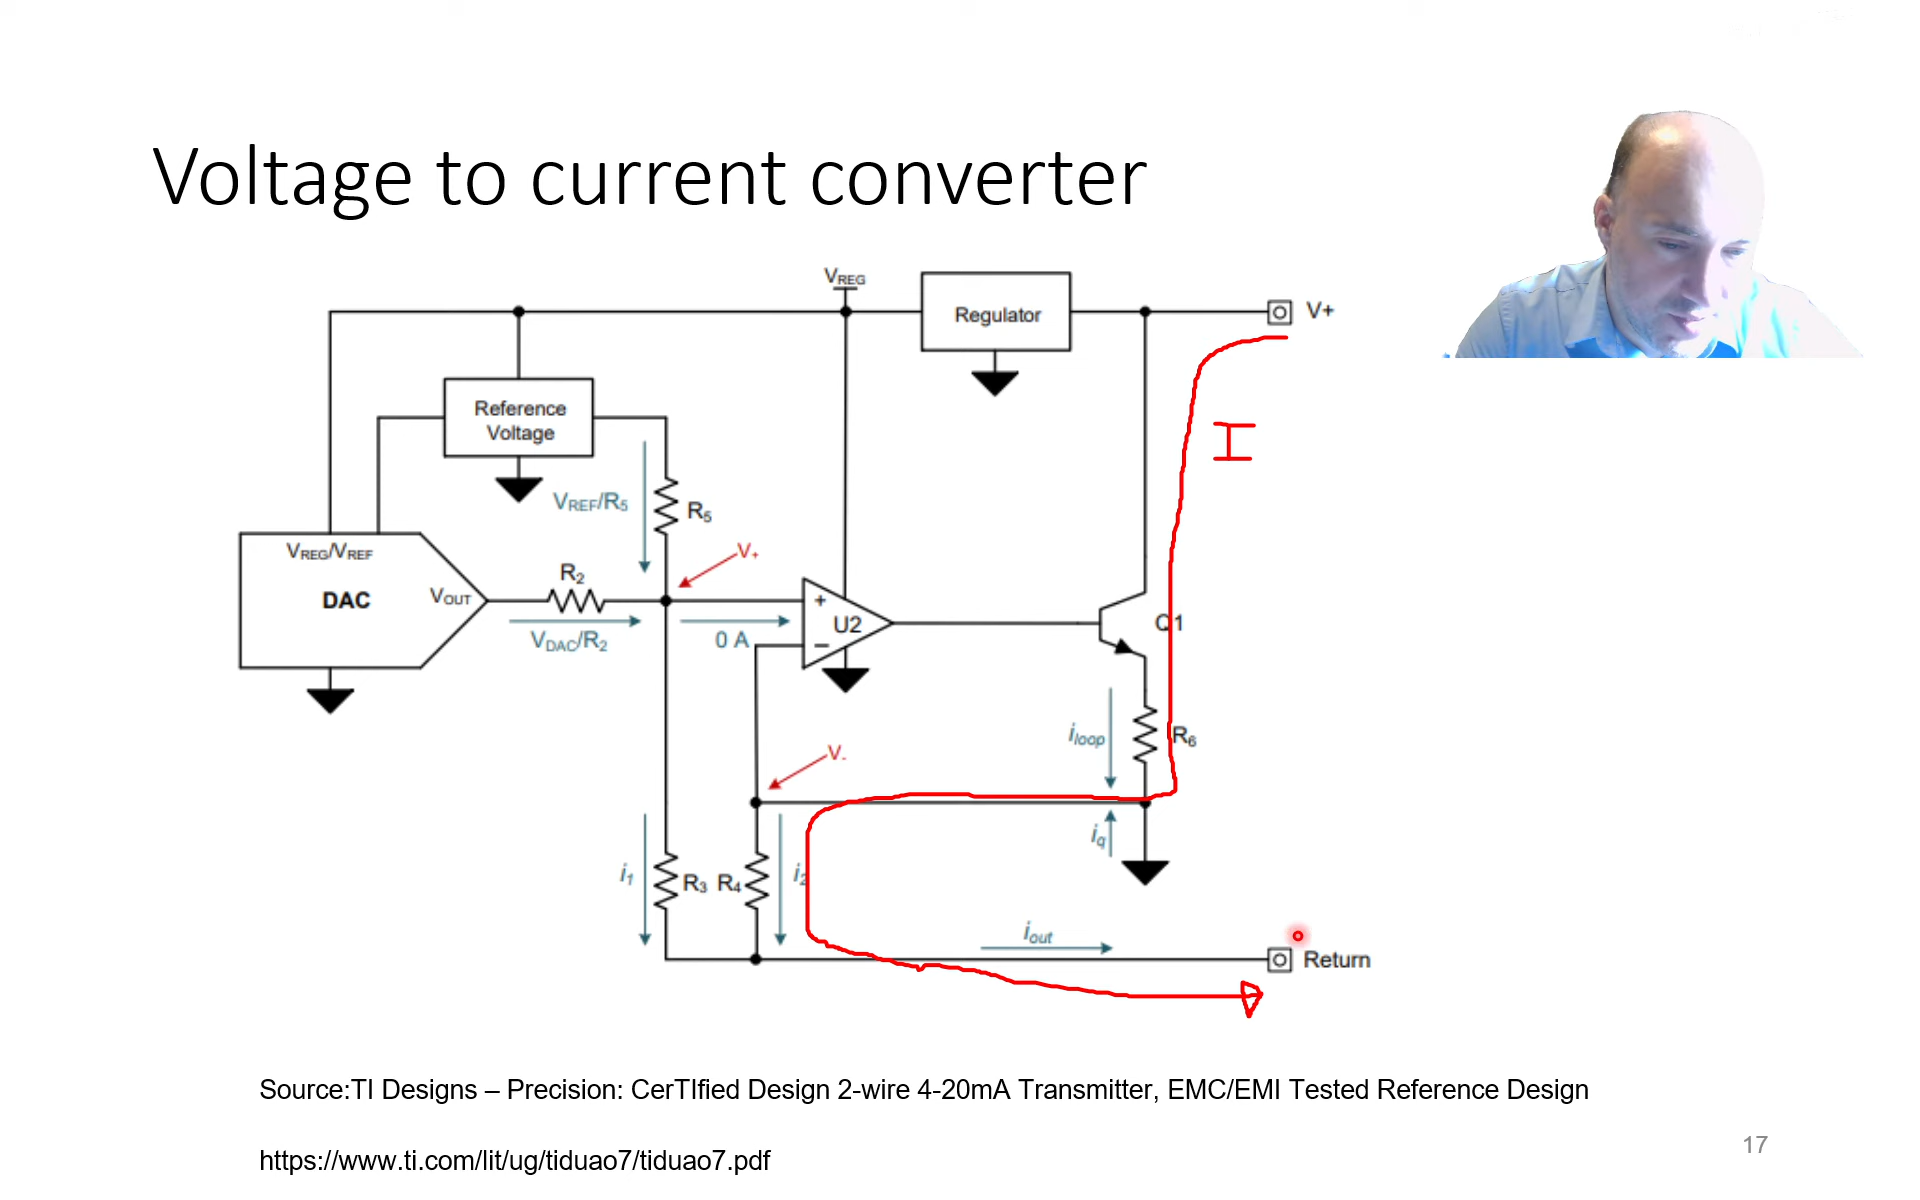 Voltage to current converter
VREG
Regulator
V+
I
Reference
Voltage
VREF/R5
R5
VREG/VREF
V+
R2
DAC
VOUT
+
U2
Q1
VDAC/R2
0 A
−
iloop
R6
V-
iq
i1
R3
R4
i2
iout
Return
Source:TI Designs – Precision: CerTIfied Design 2-wire 4-20mA Transmitter, EMC/EMI Tested Reference Design
https://www.ti.com/lit/ug/tiduao7/tiduao7.pdf
17